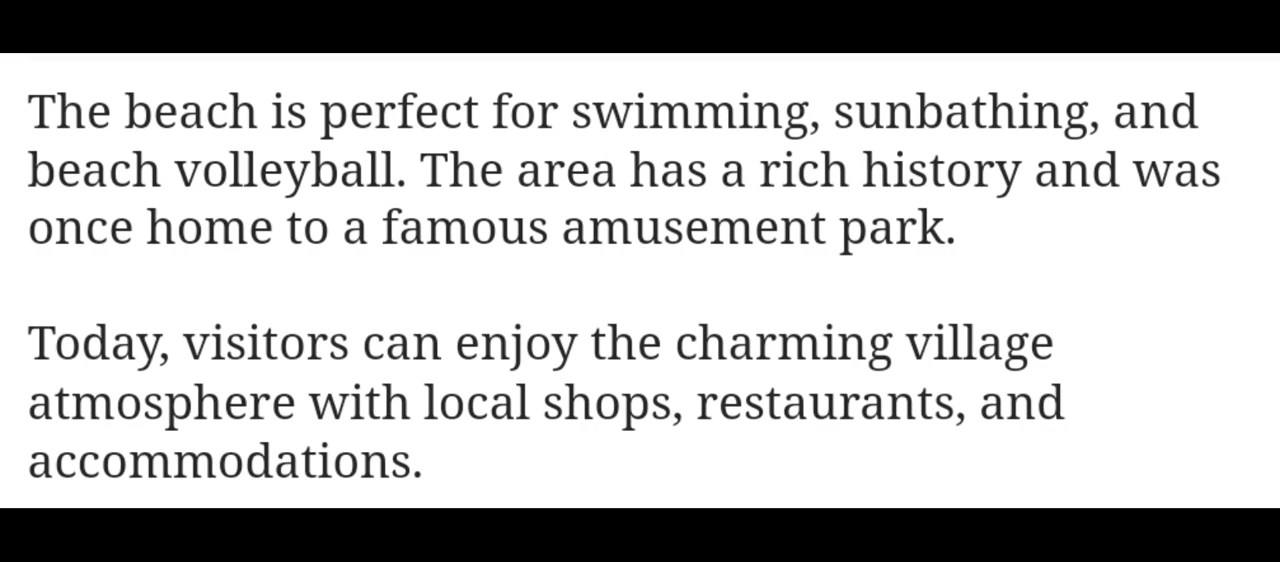 The beach is perfect for swimming, sunbathing, and
beach volleyball. The area has a rich history and was
once home to a famous amusement park.
Today, visitors can enjoy the charming village
atmosphere with local shops, restaurants, and
accommodations.